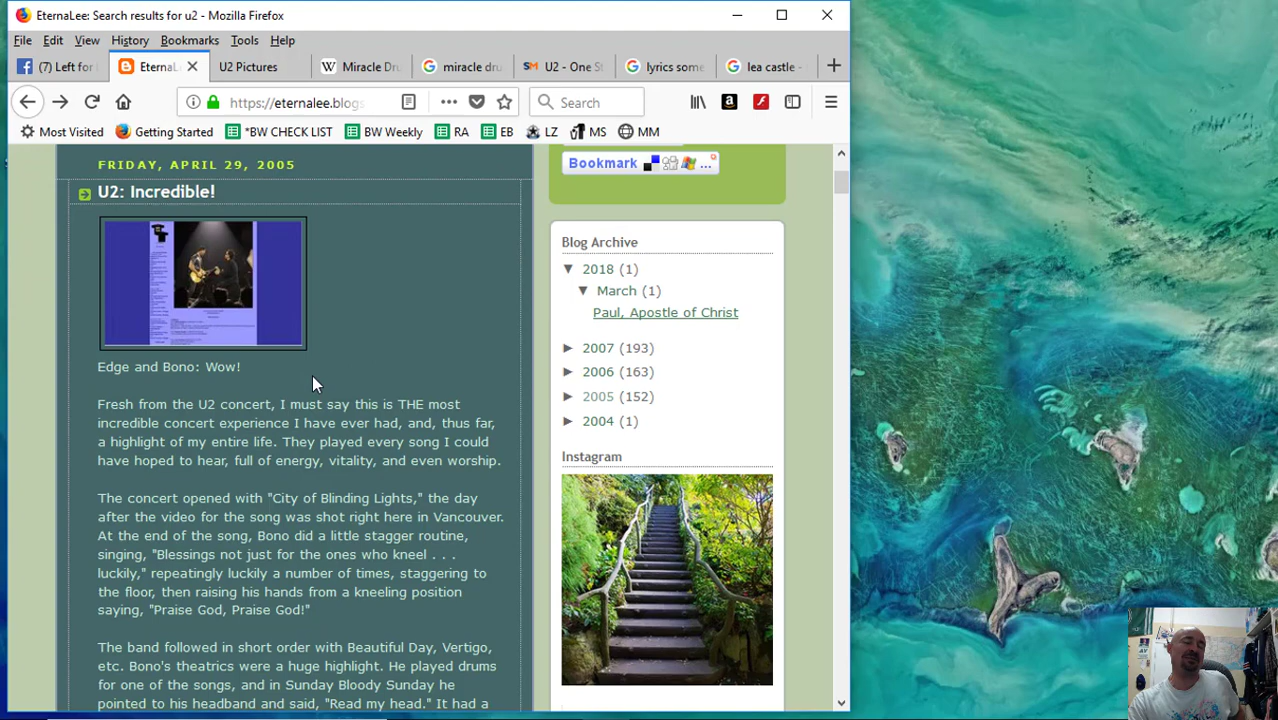 EternaLee: Search results for u2 - Mozilla Firefox
File Edit View History Bookmarks Tools Help
(7) Left for
EternaLe
U2 Pictures
Miracle Dru
miracle dru
U2 - One St
lyrics some
lea castle -
https://eternalee.blogs
Search
Most Visited Getting Started *BW CHECK LIST BW Weekly RA EB LZ MS MM
FRIDAY, APRIL 29, 2005
U2: Incredible!
Edge and Bono: Wow!
Fresh from the U2 concert, I must say this is THE most
incredible concert experience I have ever had, and, thus far,
a highlight of my entire life. They played every song I could
have hoped to hear, full of energy, vitality, and even worship.
The concert opened with "City of Blinding Lights," the day
after the video for the song was shot right here in Vancouver.
At the end of the song, Bono did a little stagger routine,
singing, "Blessings not just for the ones who kneel . . .
luckily," repeatingly luckily a number of times, staggering to
the floor, then raising his hands from a kneeling position
saying, "Praise God, Praise God!"
The band followed in short order with Beautiful Day, Vertigo,
etc. Bono's theatrics were a huge highlight. He played drums
for one of the songs, and in Sunday Bloody Sunday he
pointed to his headband and said, "Read my head." It had a
Bookmark ...
Blog Archive
▼ 2018 (1)
▼ March (1)
Paul, Apostle of Christ
► 2007 (193)
► 2006 (163)
► 2005 (152)
► 2004 (1)
Instagram